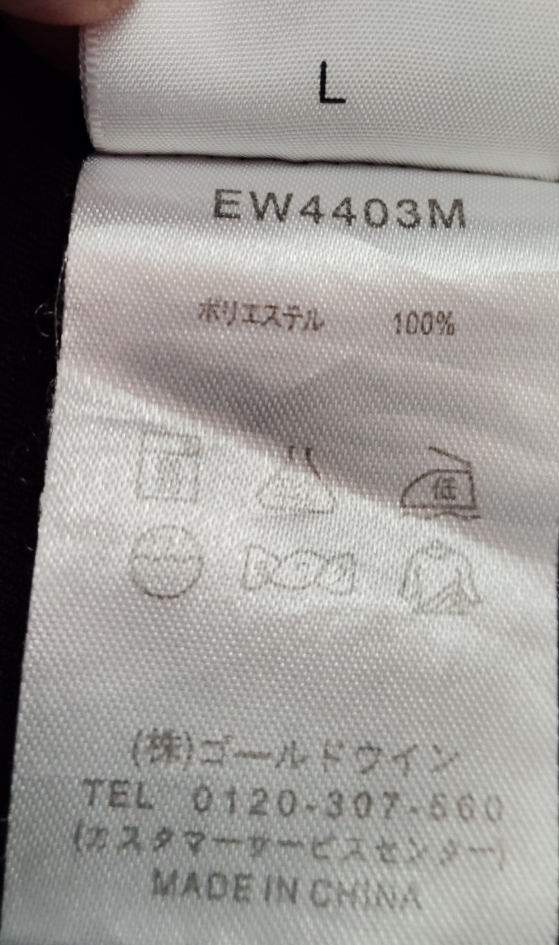 L
EW4403M
ポリエステル 100%
低
(株)ゴールドウイン
TEL 0120-307-560
(カスタマーサービスセンター)
MADE IN CHINA